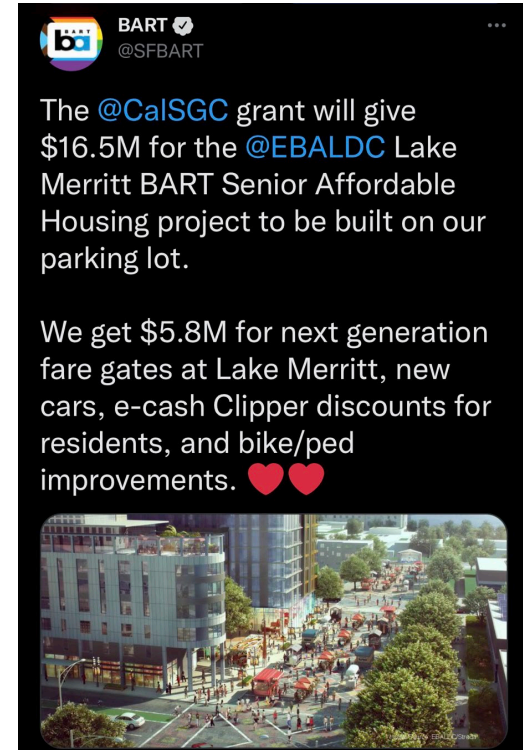 BART
@SFBART
BART
ba
The @CalSGC grant will give
$16.5M for the @EBALDC Lake
Merritt BART Senior Affordable
Housing project to be built on our
parking lot.
We get $5.8M for next generation
fare gates at Lake Merritt, new
cars, e-cash Clipper discounts for
residents, and bike/ped
improvements.